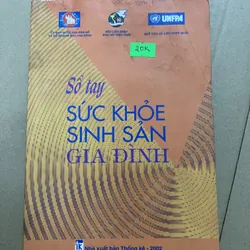 UNFPA
20K
Sổ tay
SỨC KHỎE
SINH SẢN
GIA ĐÌNH
Nhà xuất bản Thống kê - 2002